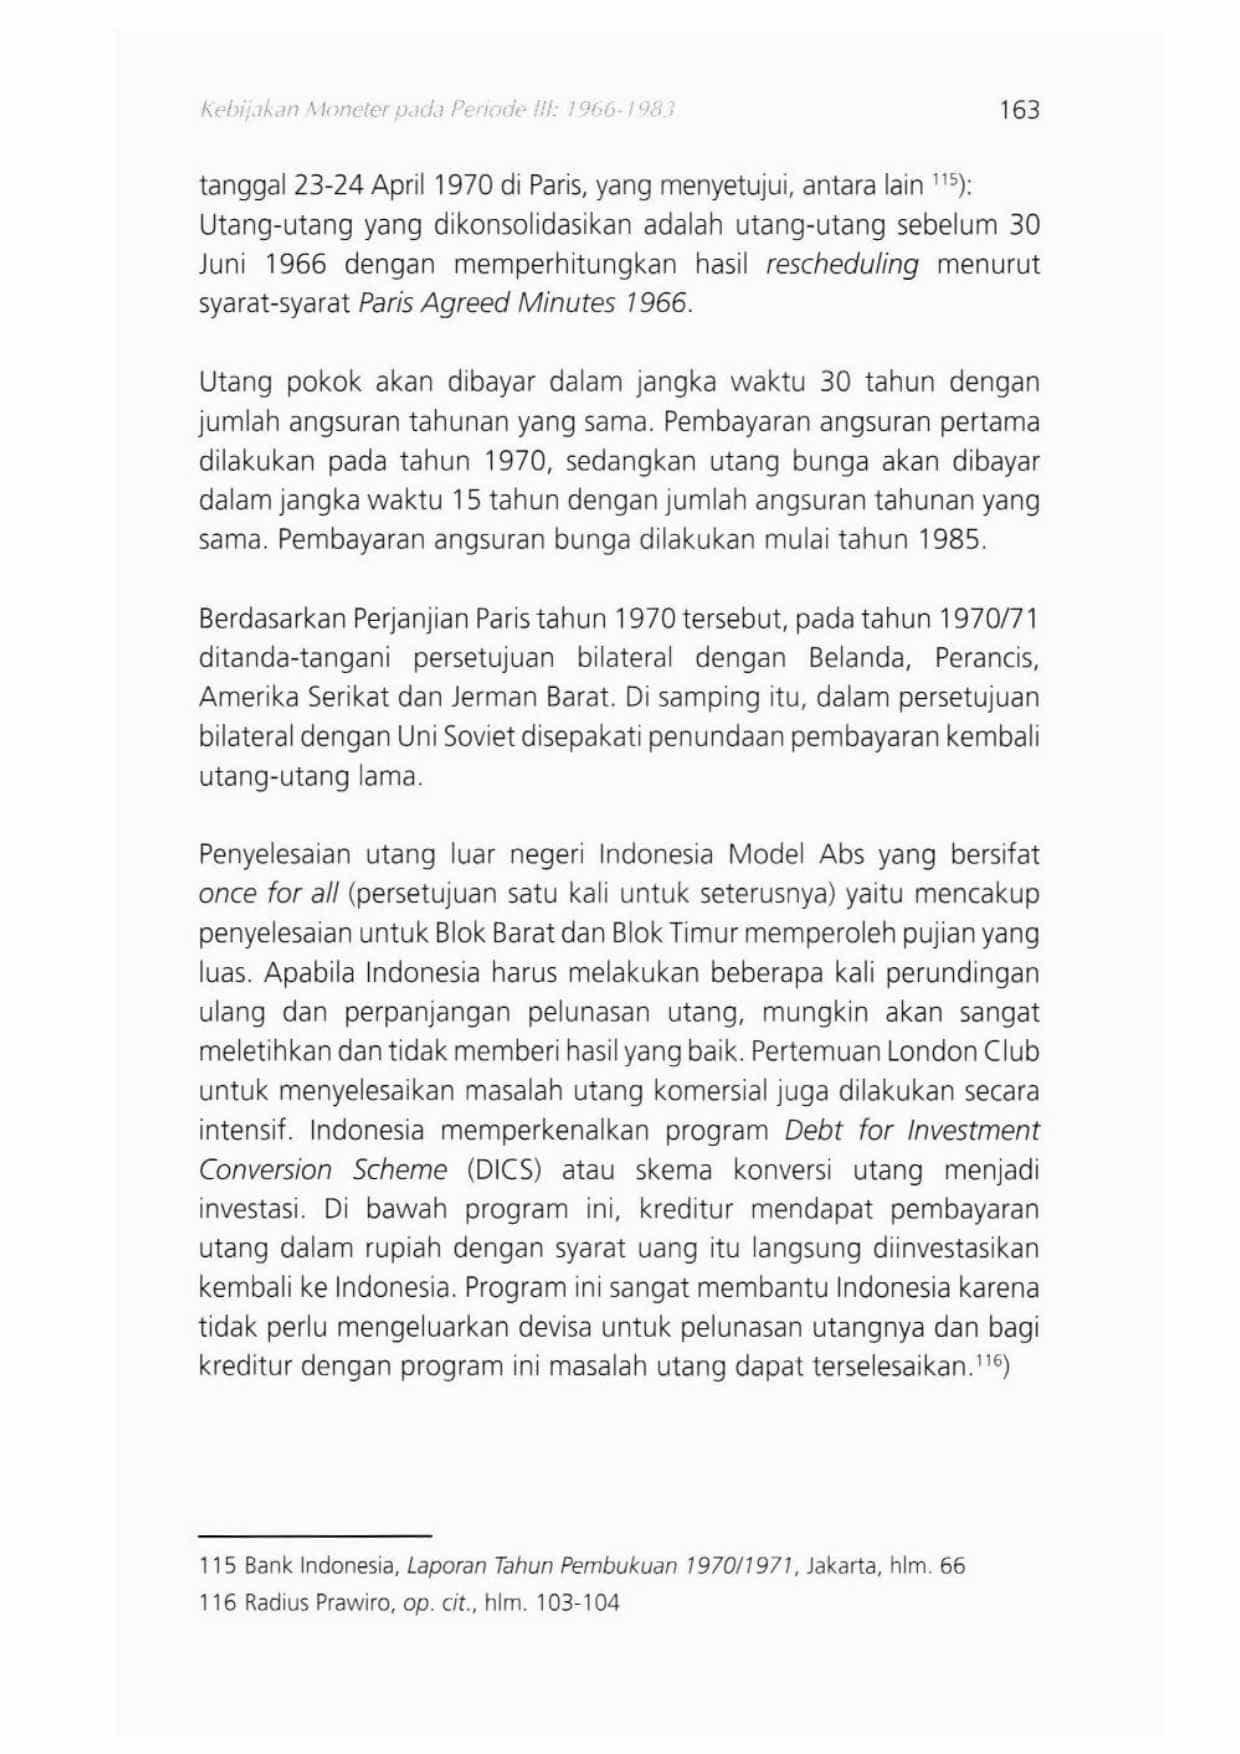 Kebijakan Moneter pada Periode III: 1966-1983 163
tanggal 23-24 April 1970 di Paris, yang menyetujui, antara lain ¹¹⁵):
Utang-utang yang dikonsolidasikan adalah utang-utang sebelum 30
Juni 1966 dengan memperhitungkan hasil rescheduling menurut
syarat-syarat Paris Agreed Minutes 1966.
Utang pokok akan dibayar dalam jangka waktu 30 tahun dengan
jumlah angsuran tahunan yang sama. Pembayaran angsuran pertama
dilakukan pada tahun 1970, sedangkan utang bunga akan dibayar
dalam jangka waktu 15 tahun dengan jumlah angsuran tahunan yang
sama. Pembayaran angsuran bunga dilakukan mulai tahun 1985.
Berdasarkan Perjanjian Paris tahun 1970 tersebut, pada tahun 1970/71
ditanda-tangani persetujuan bilateral dengan Belanda, Perancis,
Amerika Serikat dan Jerman Barat. Di samping itu, dalam persetujuan
bilateral dengan Uni Soviet disepakati penundaan pembayaran kembali
utang-utang lama.
Penyelesaian utang luar negeri Indonesia Model Abs yang bersifat
once for all (persetujuan satu kali untuk seterusnya) yaitu mencakup
penyelesaian untuk Blok Barat dan Blok Timur memperoleh pujian yang
luas. Apabila Indonesia harus melakukan beberapa kali perundingan
ulang dan perpanjangan pelunasan utang, mungkin akan sangat
meletihkan dan tidak memberi hasil yang baik. Pertemuan London Club
untuk menyelesaikan masalah utang komersial juga dilakukan secara
intensif. Indonesia memperkenalkan program Debt for Investment
Conversion Scheme (DICS) atau skema konversi utang menjadi
investasi. Di bawah program ini, kreditur mendapat pembayaran
utang dalam rupiah dengan syarat uang itu langsung diinvestasikan
kembali ke Indonesia. Program ini sangat membantu Indonesia karena
tidak perlu mengeluarkan devisa untuk pelunasan utangnya dan bagi
kreditur dengan program ini masalah utang dapat terselesaikan.¹¹⁶)
115 Bank Indonesia, Laporan Tahun Pembukuan 1970/1971, Jakarta, hlm. 66
116 Radius Prawiro, op. cit., hlm. 103-104